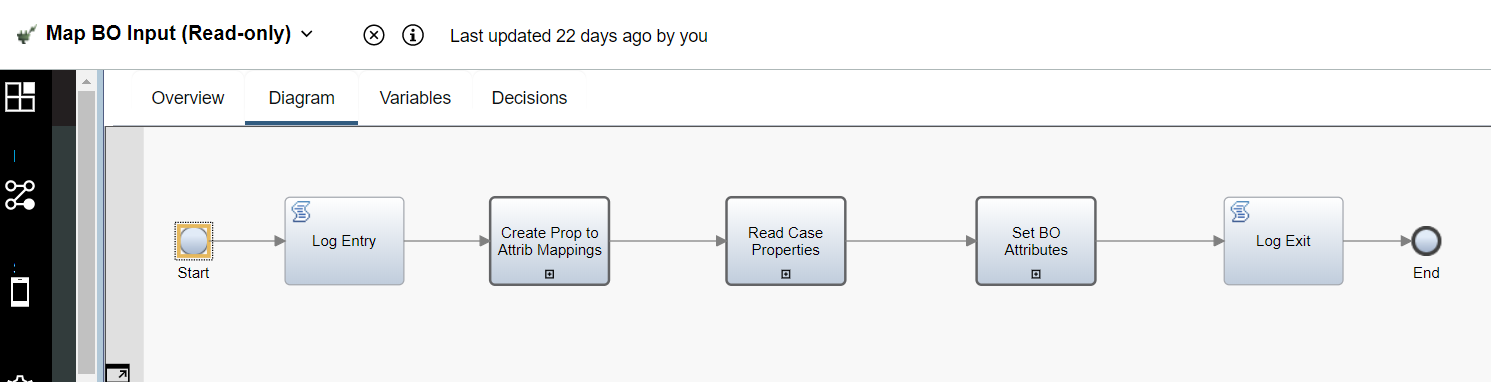 Map BO Input (Read-only)
Last updated 22 days ago by you
Overview
Diagram
Variables
Decisions
Start
Log Entry
Create Prop to
Attrib Mappings
Read Case
Properties
Set BO
Attributes
Log Exit
End